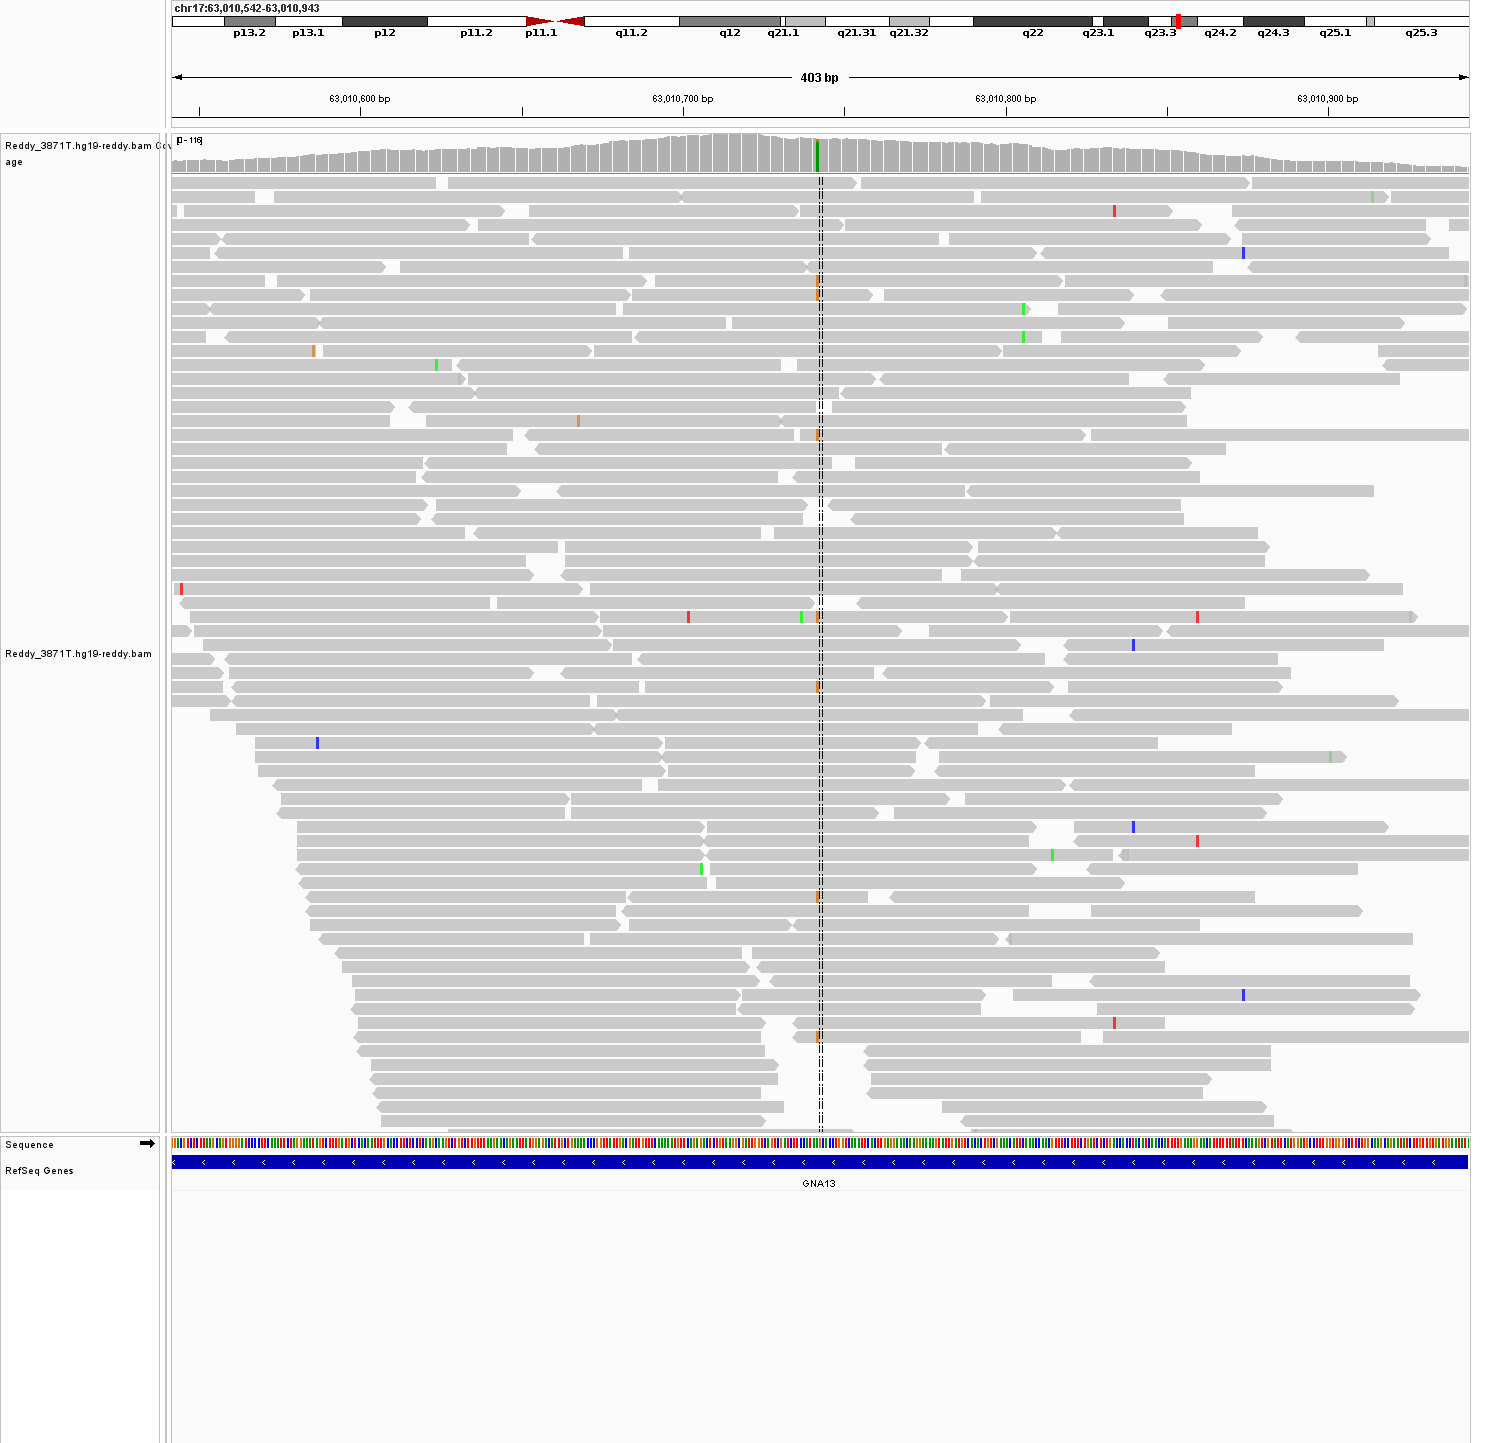 chr17:63,010,542-63,010,943
p13.2 p13.1 p12 p11.2 p11.1 q11.2 q12 q21.1 q21.31 q21.32 q22 q23.1 q23.3 q24.2 q24.3 q25.1 q25.3
403 bp
63,010,600 bp 63,010,700 bp 63,010,800 bp 63,010,900 bp
[0 - 116]
Reddy_3871T.hg19-reddy.bam Cov
age
Reddy_3871T.hg19-reddy.bam
Sequence
RefSeq Genes
GNA13